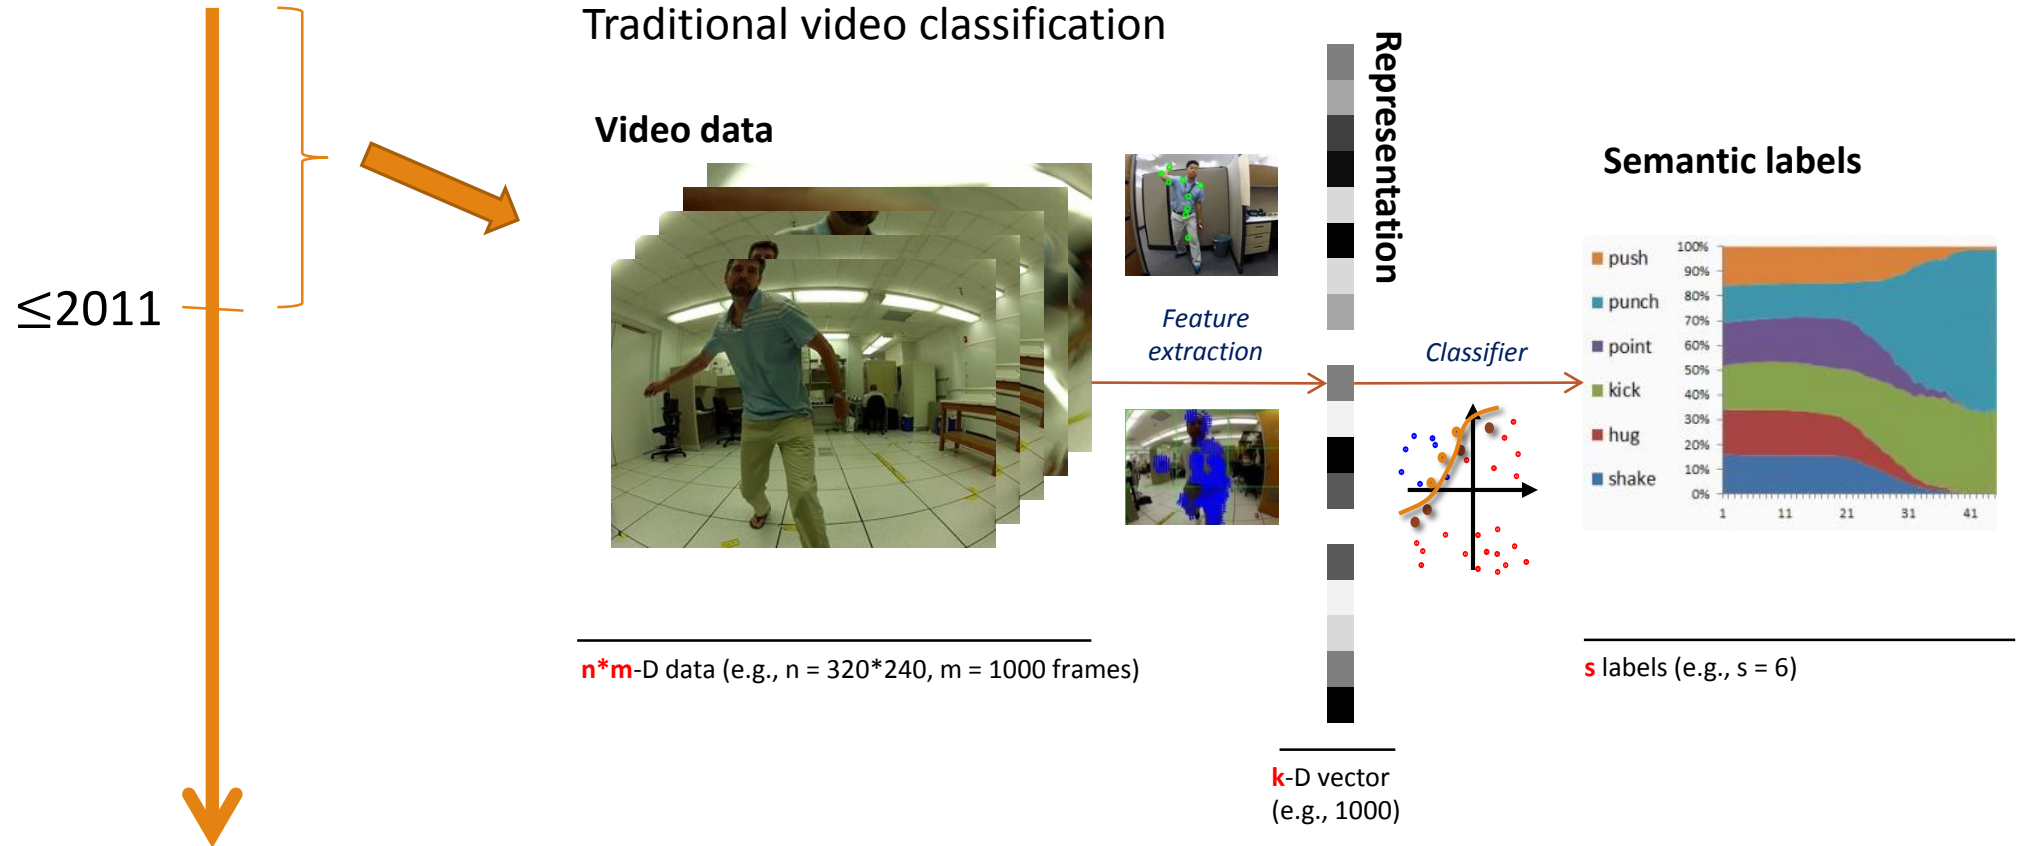 Traditional video classification
≤2011
Video data
Feature
extraction
Representation
Classifier
Semantic labels
push
punch
point
kick
hug
shake
100%
90%
80%
70%
60%
50%
40%
30%
20%
10%
0%
1 11 21 31 41
n*m-D data (e.g., n = 320*240, m = 1000 frames)
k-D vector
(e.g., 1000)
s labels (e.g., s = 6)